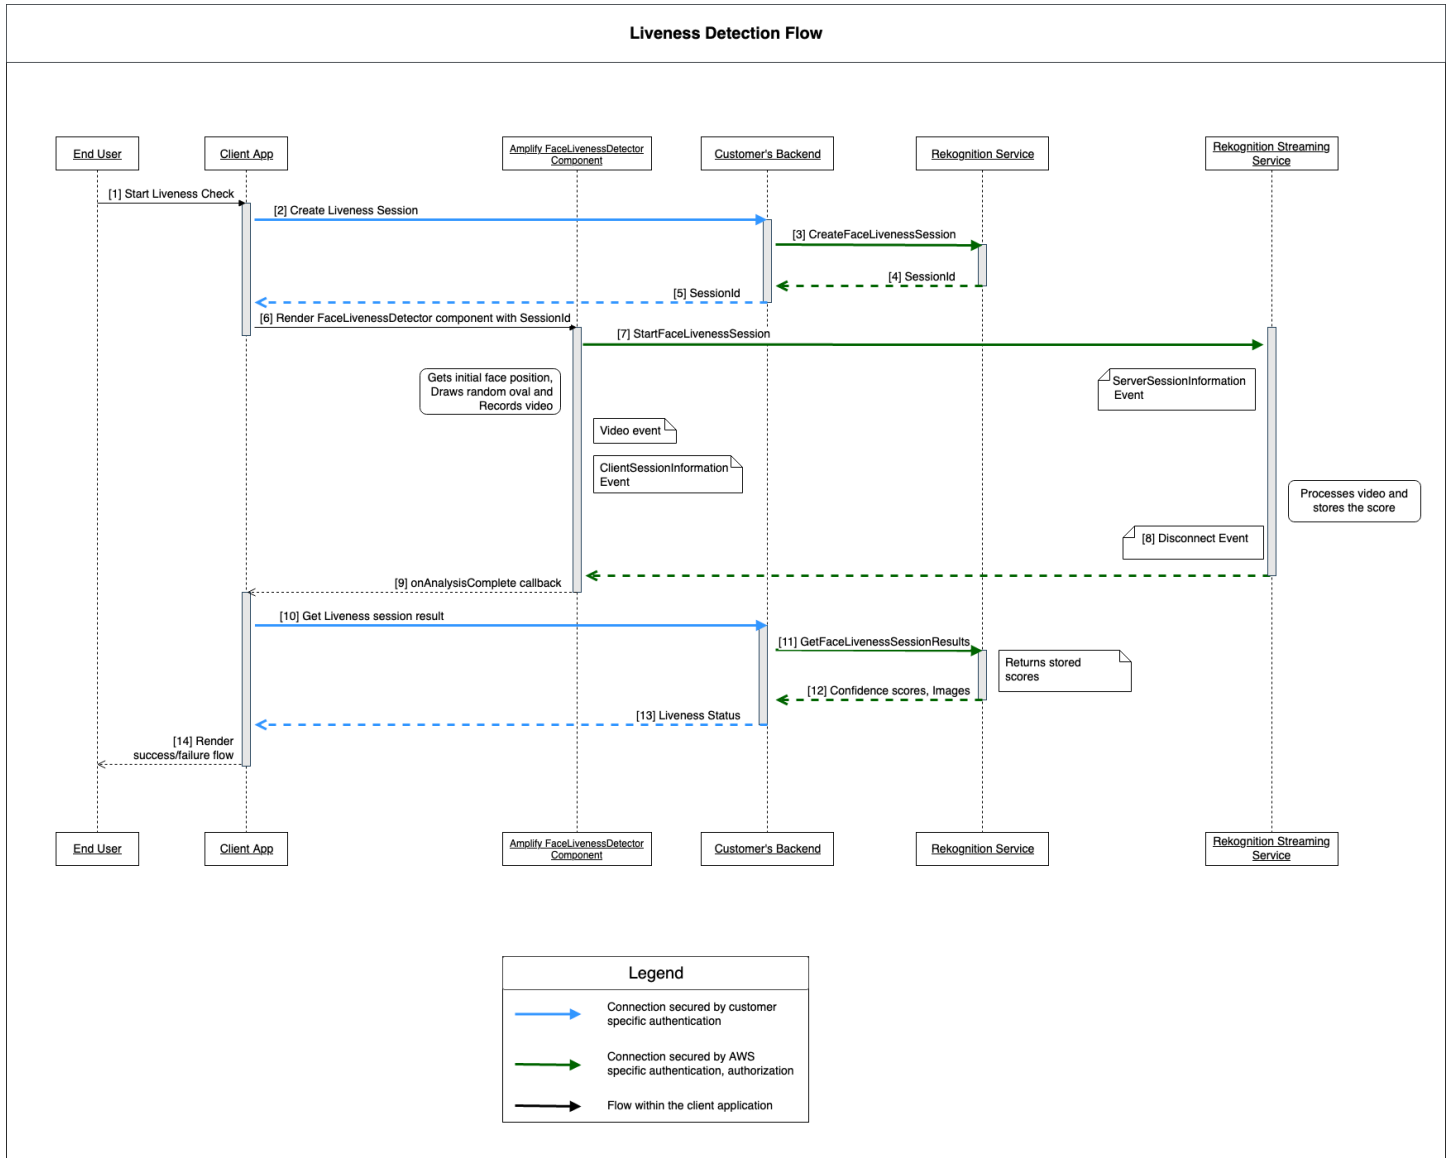 Liveness Detection Flow
End User
Client App
Amplify FaceLivenessDetector
Component
Customer's Backend
Rekognition Service
Rekognition Streaming
Service
[1] Start Liveness Check
[2] Create Liveness Session
[3] CreateFaceLivenessSession
[4] SessionId
[5] SessionId
[6] Render FaceLivenessDetector component with SessionId
[7] StartFaceLivenessSession
Gets initial face position,
Draws random oval and
Records video
ServerSessionInformation
Event
Video event
ClientSessionInformation
Event
Processes video and
stores the score
[8] Disconnect Event
[9] onAnalysisComplete callback
[10] Get Liveness session result
[11] GetFaceLivenessSessionResults
Returns stored
scores
[12] Confidence scores, Images
[13] Liveness Status
[14] Render
success/failure flow
End User
Client App
Amplify FaceLivenessDetector
Component
Customer's Backend
Rekognition Service
Rekognition Streaming
Service
Legend
Connection secured by customer
specific authentication
Connection secured by AWS
specific authentication, authorization
Flow within the client application